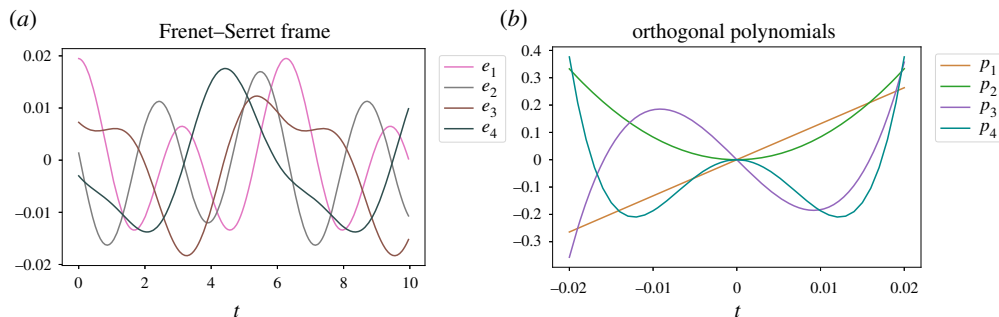 (a)
Frenet–Serret frame
0.02
0.01
0
–0.01
–0.02
0
2
4
6
8
10
t
e1
e2
e3
e4
(b)
orthogonal polynomials
0.4
0.3
0.2
0.1
0
–0.1
–0.2
–0.3
–0.02
–0.01
0
0.01
0.02
t
p1
p2
p3
p4